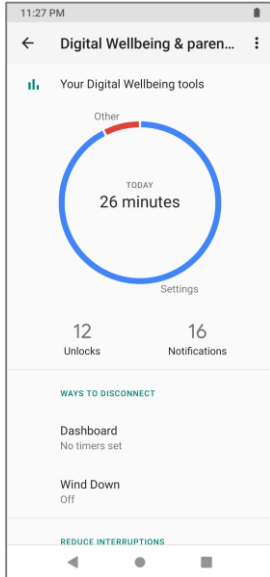 11:27 PM
Digital Wellbeing & paren...
Your Digital Wellbeing tools
Other
TODAY
26 minutes
Settings
12
Unlocks
16
Notifications
WAYS TO DISCONNECT
Dashboard
No timers set
Wind Down
Off
REDUCE INTERRUPTIONS